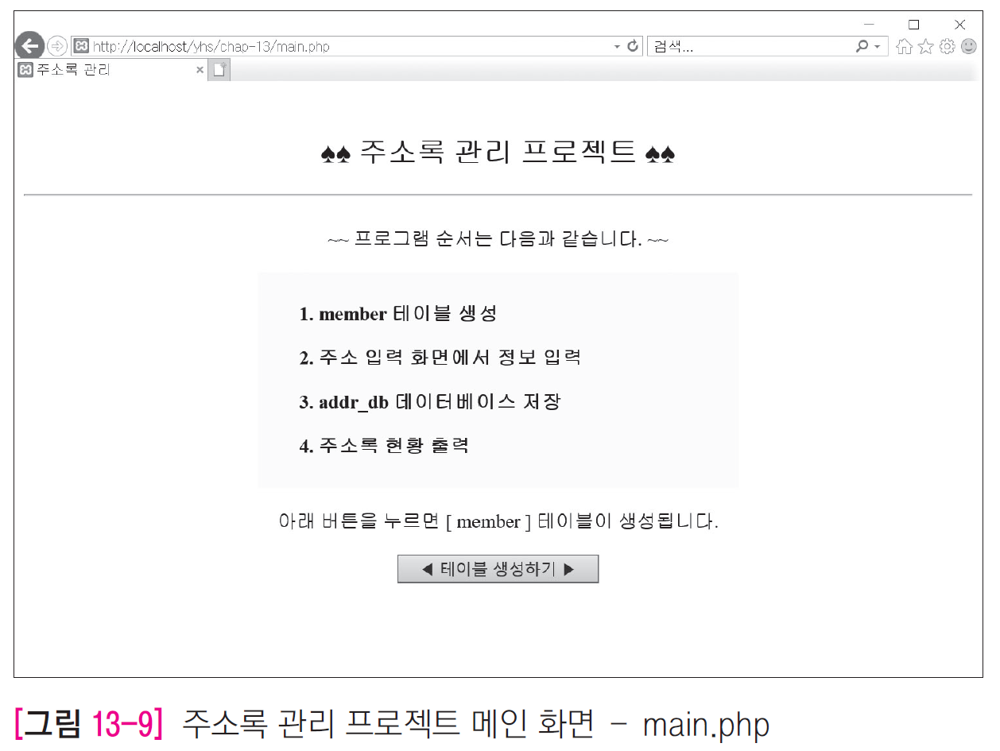 http://localhost/yhs/chap-13/main.php
검색...
주소록 관리
♠♠ 주소록 관리 프로젝트 ♠♠
~~ 프로그램 순서는 다음과 같습니다. ~~
1. member 테이블 생성
2. 주소 입력 화면에서 정보 입력
3. addr_db 데이터베이스 저장
4. 주소록 현황 출력
아래 버튼을 누르면 [ member ] 테이블이 생성됩니다.
◀ 테이블 생성하기 ▶
[그림 13-9] 주소록 관리 프로젝트 메인 화면 - main.php